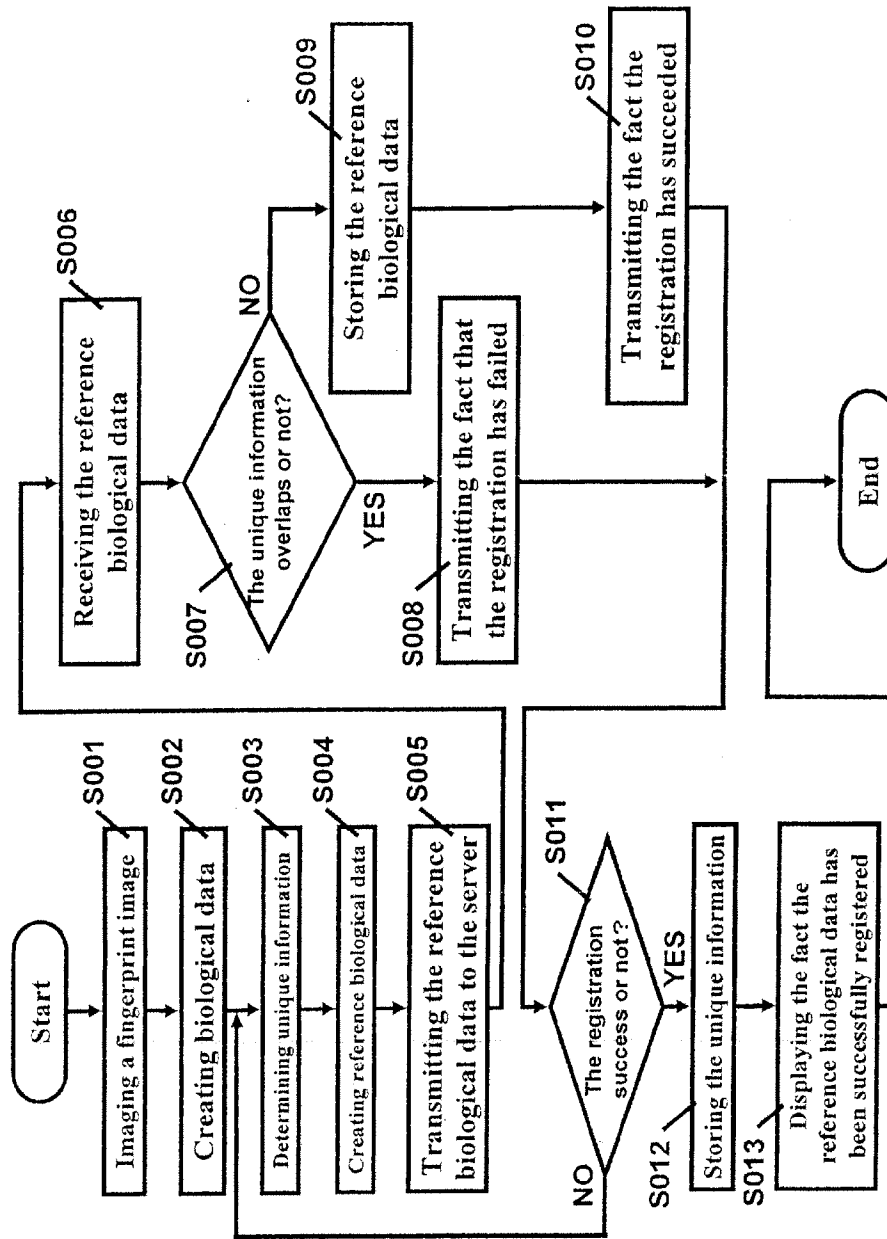 Start
S001
Imaging a fingerprint image
S002
Creating biological data
S003
Determining unique information
S004
Creating reference biological data
S005
Transmitting the reference
biological data to the server
S006
Receiving the reference
biological data
S007
The unique information
overlaps or not?
NO
YES
S008
Transmitting the fact that
the registration has failed
S009
Storing the reference
biological data
S010
Transmitting the fact the
registration has succeeded
S011
The registration
success or not?
NO
YES
S012
Storing the unique information
S013
Displaying the fact the
reference biological data has
been successfully registered
End